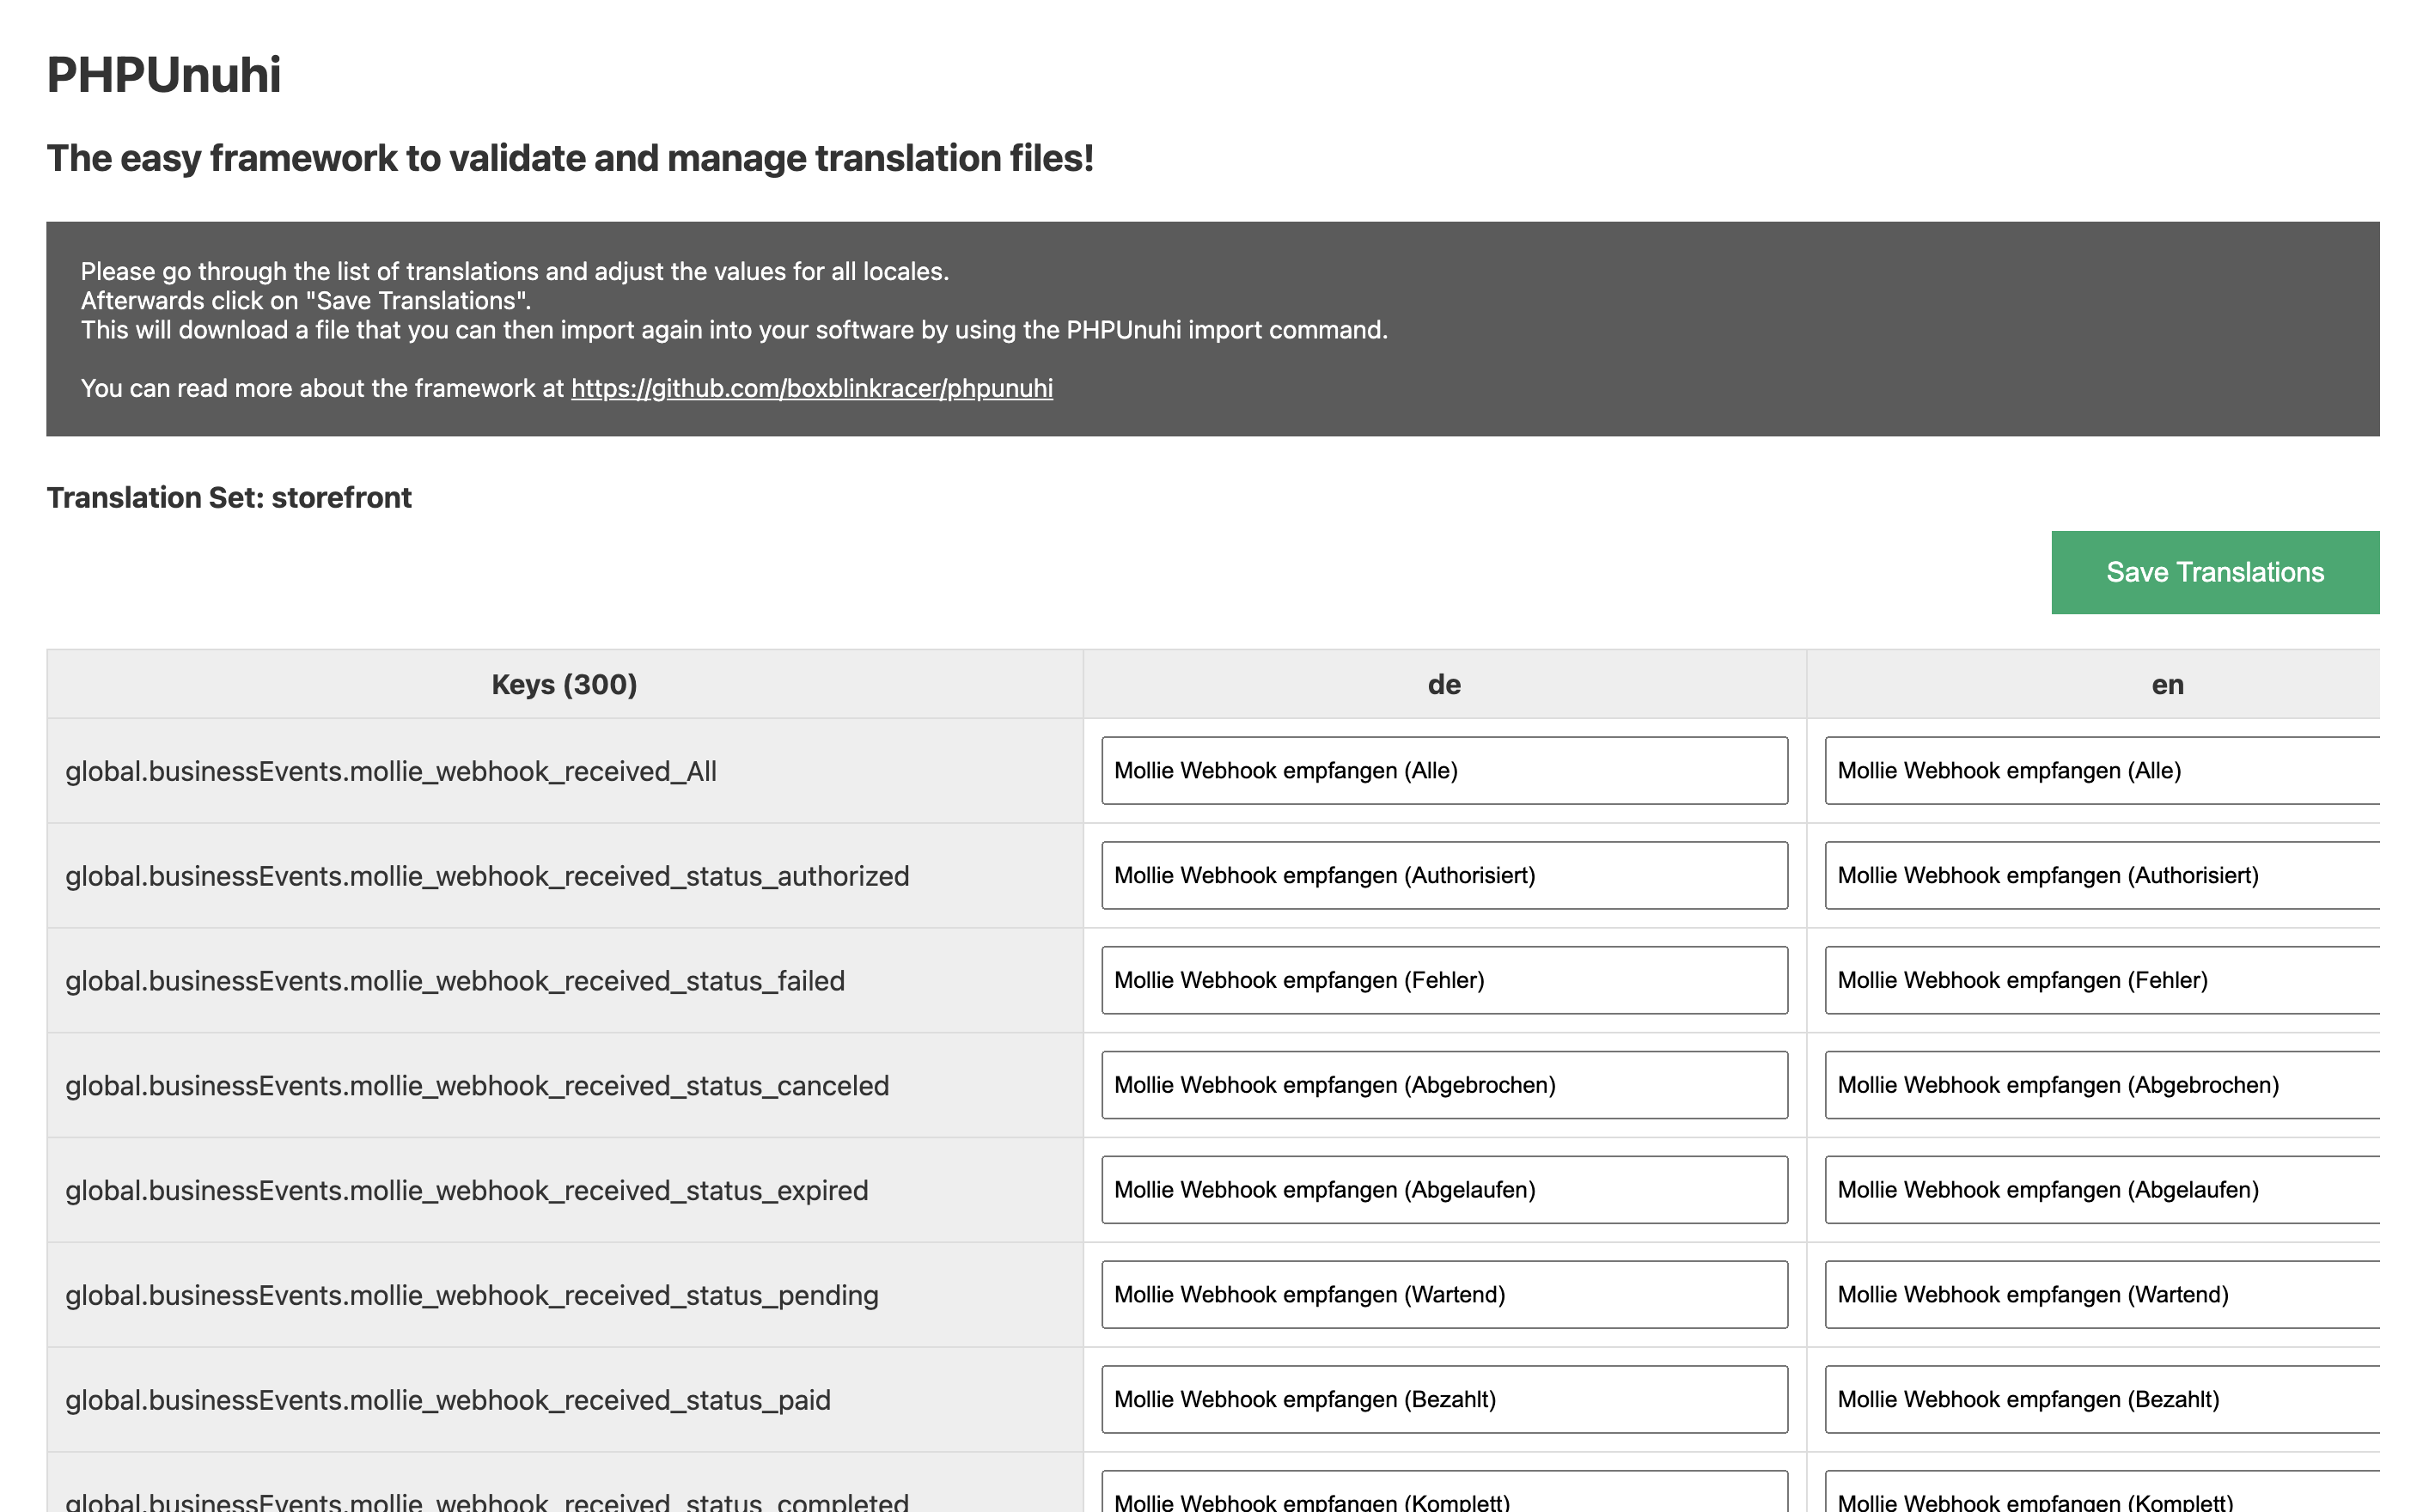 PHPUnuhi
The easy framework to validate and manage translation files!
Please go through the list of translations and adjust the values for all locales.
Afterwards click on "Save Translations".
This will download a file that you can then import again into your software by using the PHPUnuhi import command.
You can read more about the framework at https://github.com/boxblinkracer/phpunuhi
Translation Set: storefront
Save Translations
Keys (300) de en
global.businessEvents.mollie_webhook_received_All Mollie Webhook empfangen (Alle) Mollie Webhook empfangen (Alle)
global.businessEvents.mollie_webhook_received_status_authorized Mollie Webhook empfangen (Authorisiert) Mollie Webhook empfangen (Authorisiert)
global.businessEvents.mollie_webhook_received_status_failed Mollie Webhook empfangen (Fehler) Mollie Webhook empfangen (Fehler)
global.businessEvents.mollie_webhook_received_status_canceled Mollie Webhook empfangen (Abgebrochen) Mollie Webhook empfangen (Abgebrochen)
global.businessEvents.mollie_webhook_received_status_expired Mollie Webhook empfangen (Abgelaufen) Mollie Webhook empfangen (Abgelaufen)
global.businessEvents.mollie_webhook_received_status_pending Mollie Webhook empfangen (Wartend) Mollie Webhook empfangen (Wartend)
global.businessEvents.mollie_webhook_received_status_paid Mollie Webhook empfangen (Bezahlt) Mollie Webhook empfangen (Bezahlt)
global.businessEvents.mollie_webhook_received_status_completed Mollie Webhook empfangen (Komplett) Mollie Webhook empfangen (Komplett)